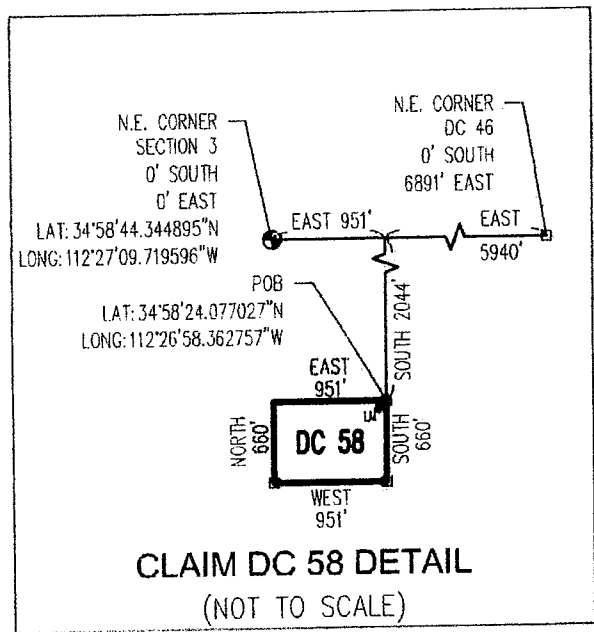 N.E. CORNER
SECTION 3
0' SOUTH
0' EAST
LAT: 34°58'44.344895"N
LONG: 112°27'09.719596"W
N.E. CORNER
DC 46
0' SOUTH
6891' EAST
EAST 951'
EAST
5940'
POB
LAT: 34°58'24.077027"N
LONG: 112°26'58.362757"W
SOUTH 2044'
EAST
951'
NORTH
660'
DC 58
LM
SOUTH
660'
WEST
951'
CLAIM DC 58 DETAIL
(NOT TO SCALE)